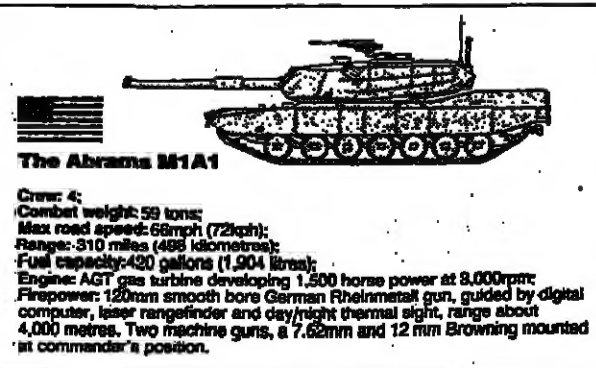 The Abrams M1A1
Crew: 4;
Combat weight: 59 tons;
Max road speed: 66mph (72kph);
Range: 310 miles (498 kilometres);
Fuel capacity: 420 gallons (1,904 litres);
Engine: AGT gas turbine developing 1,500 horse power at 3,000rpm;
Firepower: 120mm smooth bore German Rheinmetall gun, guided by digital
computer, laser rangefinder and day/night thermal sight, range about
4,000 metres. Two machine guns, a 7.62mm and 12 mm Browning mounted
at commander's position.